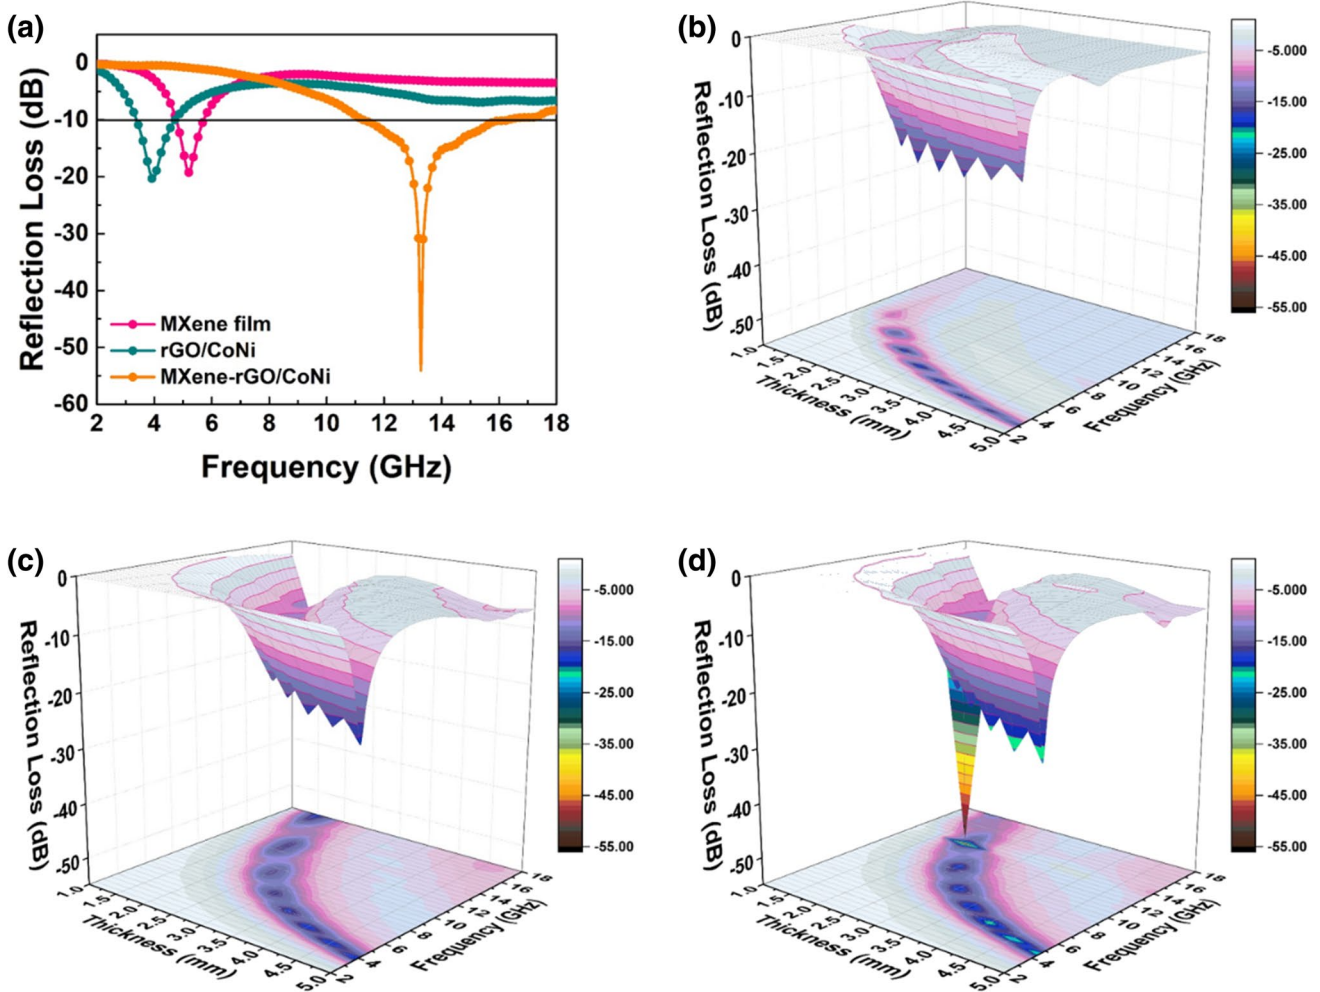 (a)
Reflection Loss (dB)
0
-10
-20
-30
-40
-50
-60
MXene film
rGO/CoNi
MXene-rGO/CoNi
2 4 6 8 10 12 14 16 18
Frequency (GHz)
(b)
Reflection Loss (dB)
0
-10
-20
-30
-40
-50
1.0 1.5 2.0 2.5 3.0 3.5 4.0 4.5 5.0
Thickness (mm)
2 4 6 8 10 12 14 16 18
Frequency (GHz)
-5.000
-15.00
-25.00
-35.00
-45.00
-55.00
(c)
Reflection Loss (dB)
0
-10
-20
-30
-40
-50
1.0 1.5 2.0 2.5 3.0 3.5 4.0 4.5 5.0
Thickness (mm)
2 4 6 8 10 12 14 16 18
Frequency (GHz)
-5.000
-15.00
-25.00
-35.00
-45.00
-55.00
(d)
Reflection Loss (dB)
0
-10
-20
-30
-40
-50
1.0 1.5 2.0 2.5 3.0 3.5 4.0 4.5 5.0
Thickness (mm)
2 4 6 8 10 12 14 16 18
Frequency (GHz)
-5.000
-15.00
-25.00
-35.00
-45.00
-55.00